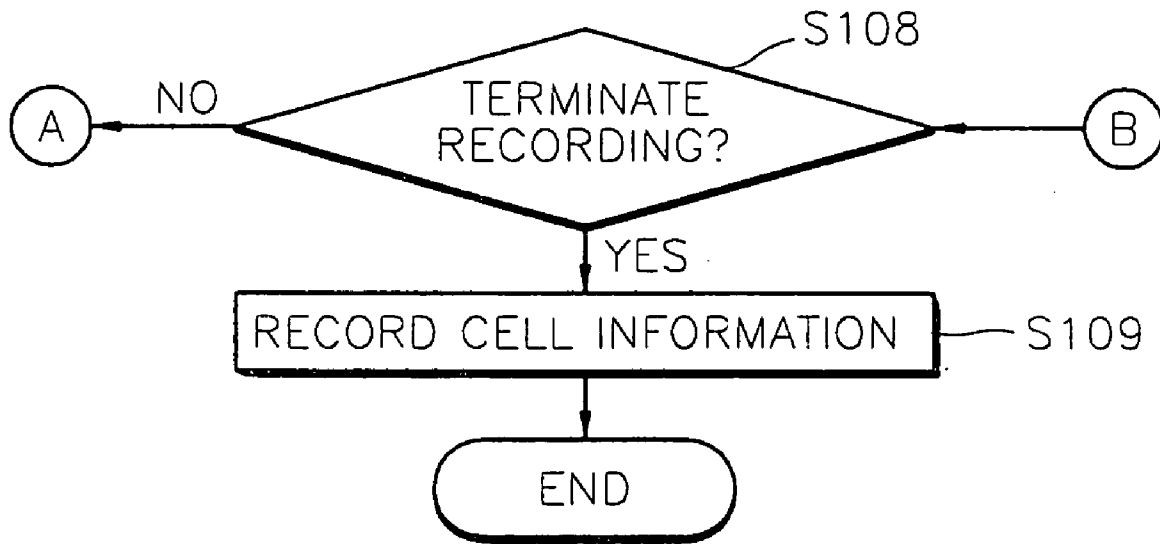 S108
A
NO
TERMINATE
RECORDING?
B
YES
RECORD CELL INFORMATION
S109
END